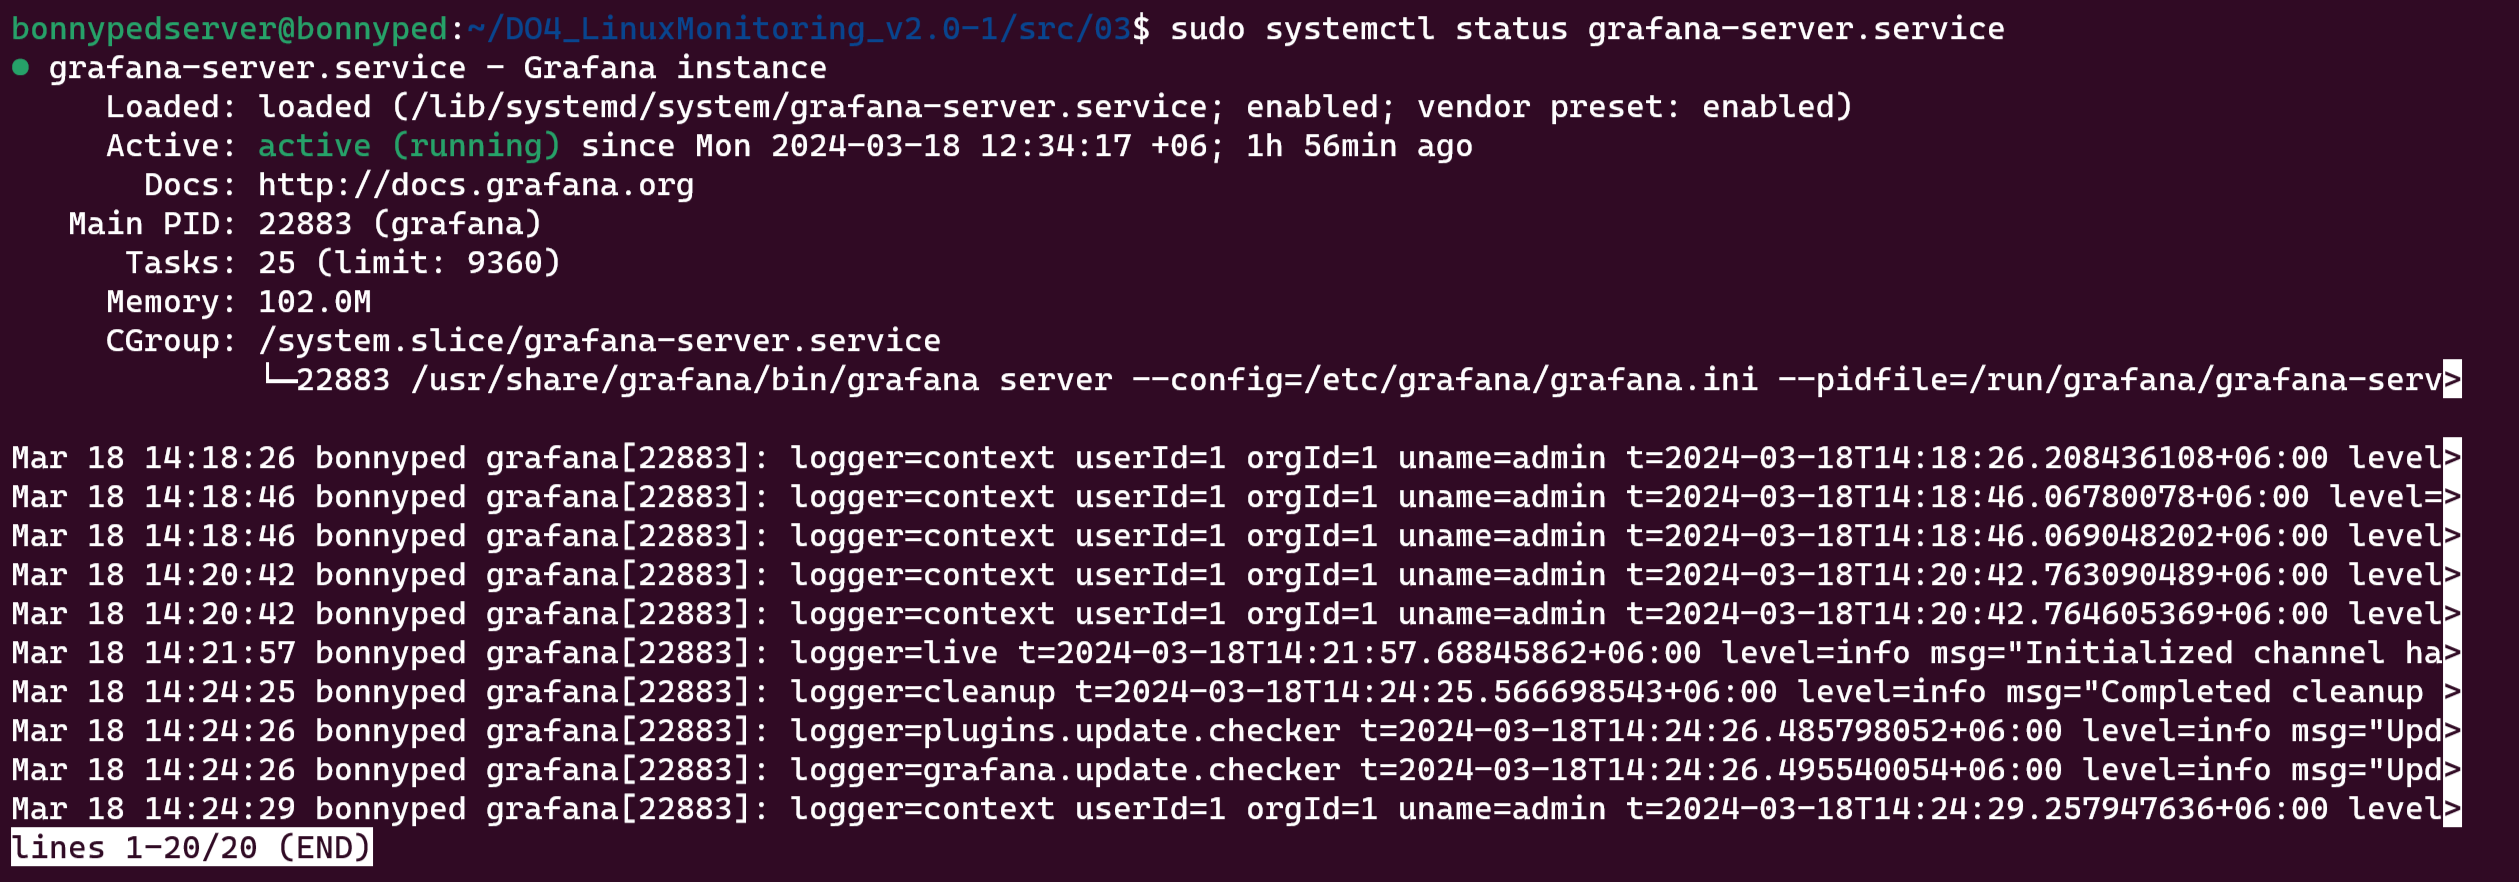 bonnypedserver@bonnyped:~/DO4_LinuxMonitoring_v2.0-1/src/03$ sudo systemctl status grafana-server.service
● grafana-server.service - Grafana instance
     Loaded: loaded (/lib/systemd/system/grafana-server.service; enabled; vendor preset: enabled)
     Active: active (running) since Mon 2024-03-18 12:34:17 +06; 1h 56min ago
       Docs: http://docs.grafana.org
   Main PID: 22883 (grafana)
      Tasks: 25 (limit: 9360)
     Memory: 102.0M
     CGroup: /system.slice/grafana-server.service
             └─22883 /usr/share/grafana/bin/grafana server --config=/etc/grafana/grafana.ini --pidfile=/run/grafana/grafana-serv>
Mar 18 14:18:26 bonnyped grafana[22883]: logger=context userId=1 orgId=1 uname=admin t=2024-03-18T14:18:26.208436108+06:00 level>
Mar 18 14:18:46 bonnyped grafana[22883]: logger=context userId=1 orgId=1 uname=admin t=2024-03-18T14:18:46.06780078+06:00 level=>
Mar 18 14:18:46 bonnyped grafana[22883]: logger=context userId=1 orgId=1 uname=admin t=2024-03-18T14:18:46.069048202+06:00 level>
Mar 18 14:20:42 bonnyped grafana[22883]: logger=context userId=1 orgId=1 uname=admin t=2024-03-18T14:20:42.763090489+06:00 level>
Mar 18 14:20:42 bonnyped grafana[22883]: logger=context userId=1 orgId=1 uname=admin t=2024-03-18T14:20:42.764605369+06:00 level>
Mar 18 14:21:57 bonnyped grafana[22883]: logger=live t=2024-03-18T14:21:57.68845862+06:00 level=info msg="Initialized channel ha>
Mar 18 14:24:25 bonnyped grafana[22883]: logger=cleanup t=2024-03-18T14:24:25.566698543+06:00 level=info msg="Completed cleanup >
Mar 18 14:24:26 bonnyped grafana[22883]: logger=plugins.update.checker t=2024-03-18T14:24:26.485798052+06:00 level=info msg="Upd>
Mar 18 14:24:26 bonnyped grafana[22883]: logger=grafana.update.checker t=2024-03-18T14:24:26.495540054+06:00 level=info msg="Upd>
Mar 18 14:24:29 bonnyped grafana[22883]: logger=context userId=1 orgId=1 uname=admin t=2024-03-18T14:24:29.257947636+06:00 level>
lines 1-20/20 (END)